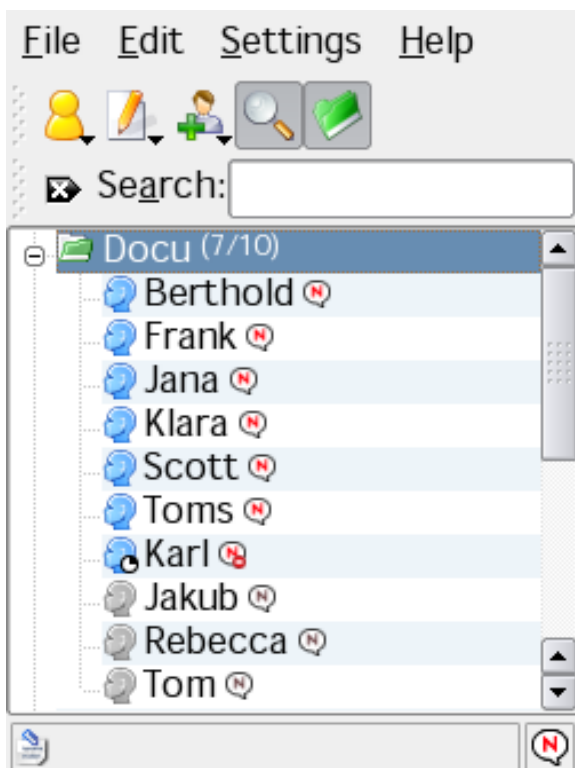 File Edit Settings Help
Search:
Docu (7/10)
Berthold N
Frank N
Jana N
Klara N
Scott N
Toms N
Karl N
Jakub N
Rebecca N
Tom N
N